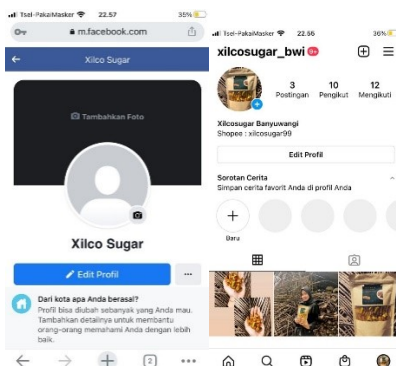 Tsel-PakaiMasker 22.57 35%
m.facebook.com
Xilco Sugar
Tambahkan Foto
Xilco Sugar
Edit Profil
Dari kota apa Anda berasal?
Profil bisa diubah sebanyak yang Anda mau.
Tambahkan detailnya untuk membantu
orang-orang memahami Anda dengan lebih
baik.
2
Tsel-PakaiMasker 22.56 36%
xilcosugar_bwi 9+
3 10 12
Postingan Pengikut Mengikuti
Xilcosugar Banyuwangi
Shopee : xilcosugar99
Edit Profil
Sorotan Cerita
Simpan cerita favorit Anda di profil Anda
Baru